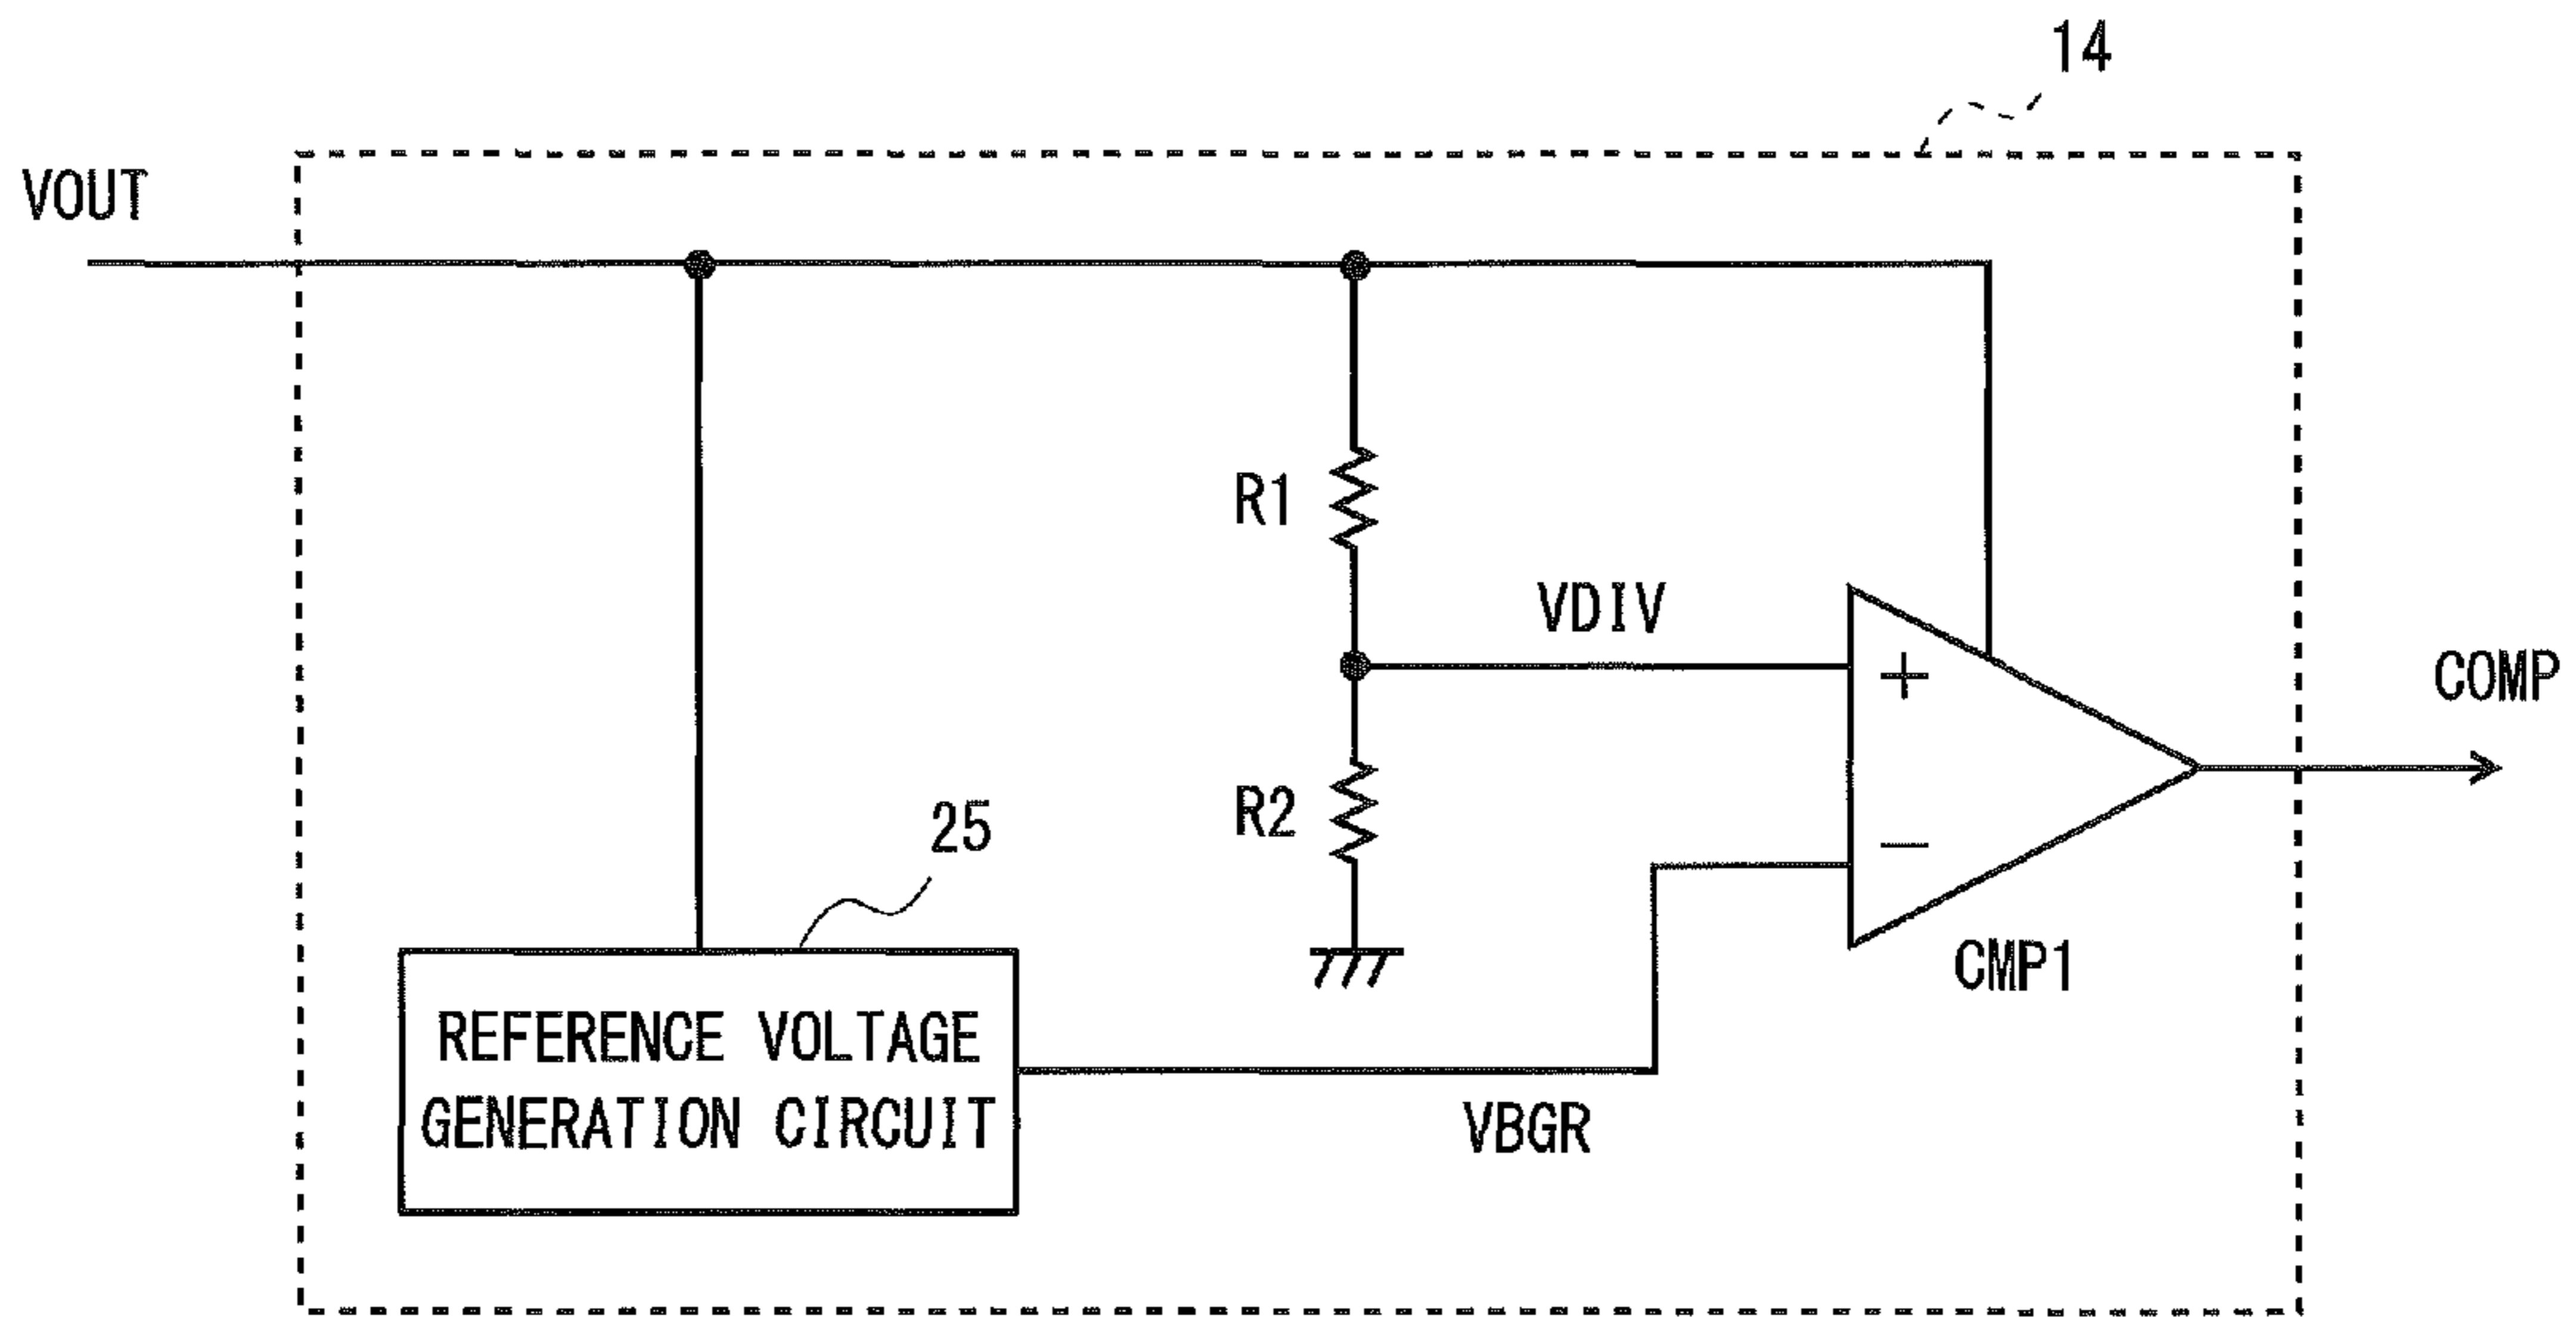 14
VOUT
R1
VDIV
+
COMP
R2
25
−
CMP1
REFERENCE VOLTAGE
GENERATION CIRCUIT
VBGR